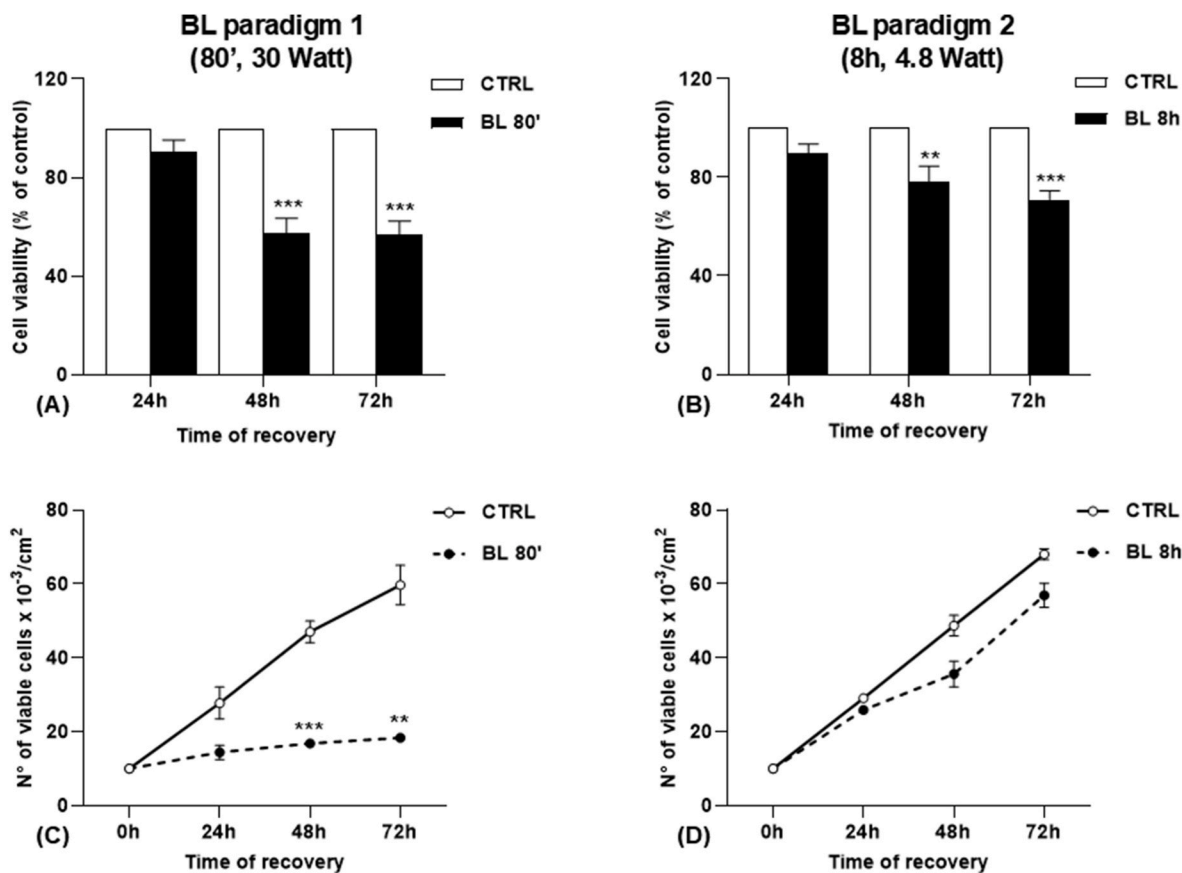 BL paradigm 1
(80', 30 Watt)
Cell viability (% of control)
120
80
40
0
CTRL
BL 80'
***
***
24h
48h
72h
(A)
Time of recovery
BL paradigm 2
(8h, 4.8 Watt)
Cell viability (% of control)
120
80
40
0
CTRL
BL 8h
**
***
24h
48h
72h
(B)
Time of recovery
N° of viable cells x 10⁻³/cm²
80
60
40
20
0
CTRL
BL 80'
***
**
0h
24h
48h
72h
(C)
Time of recovery
N° of viable cells x 10⁻³/cm²
80
60
40
20
0
CTRL
BL 8h
0h
24h
48h
72h
(D)
Time of recovery